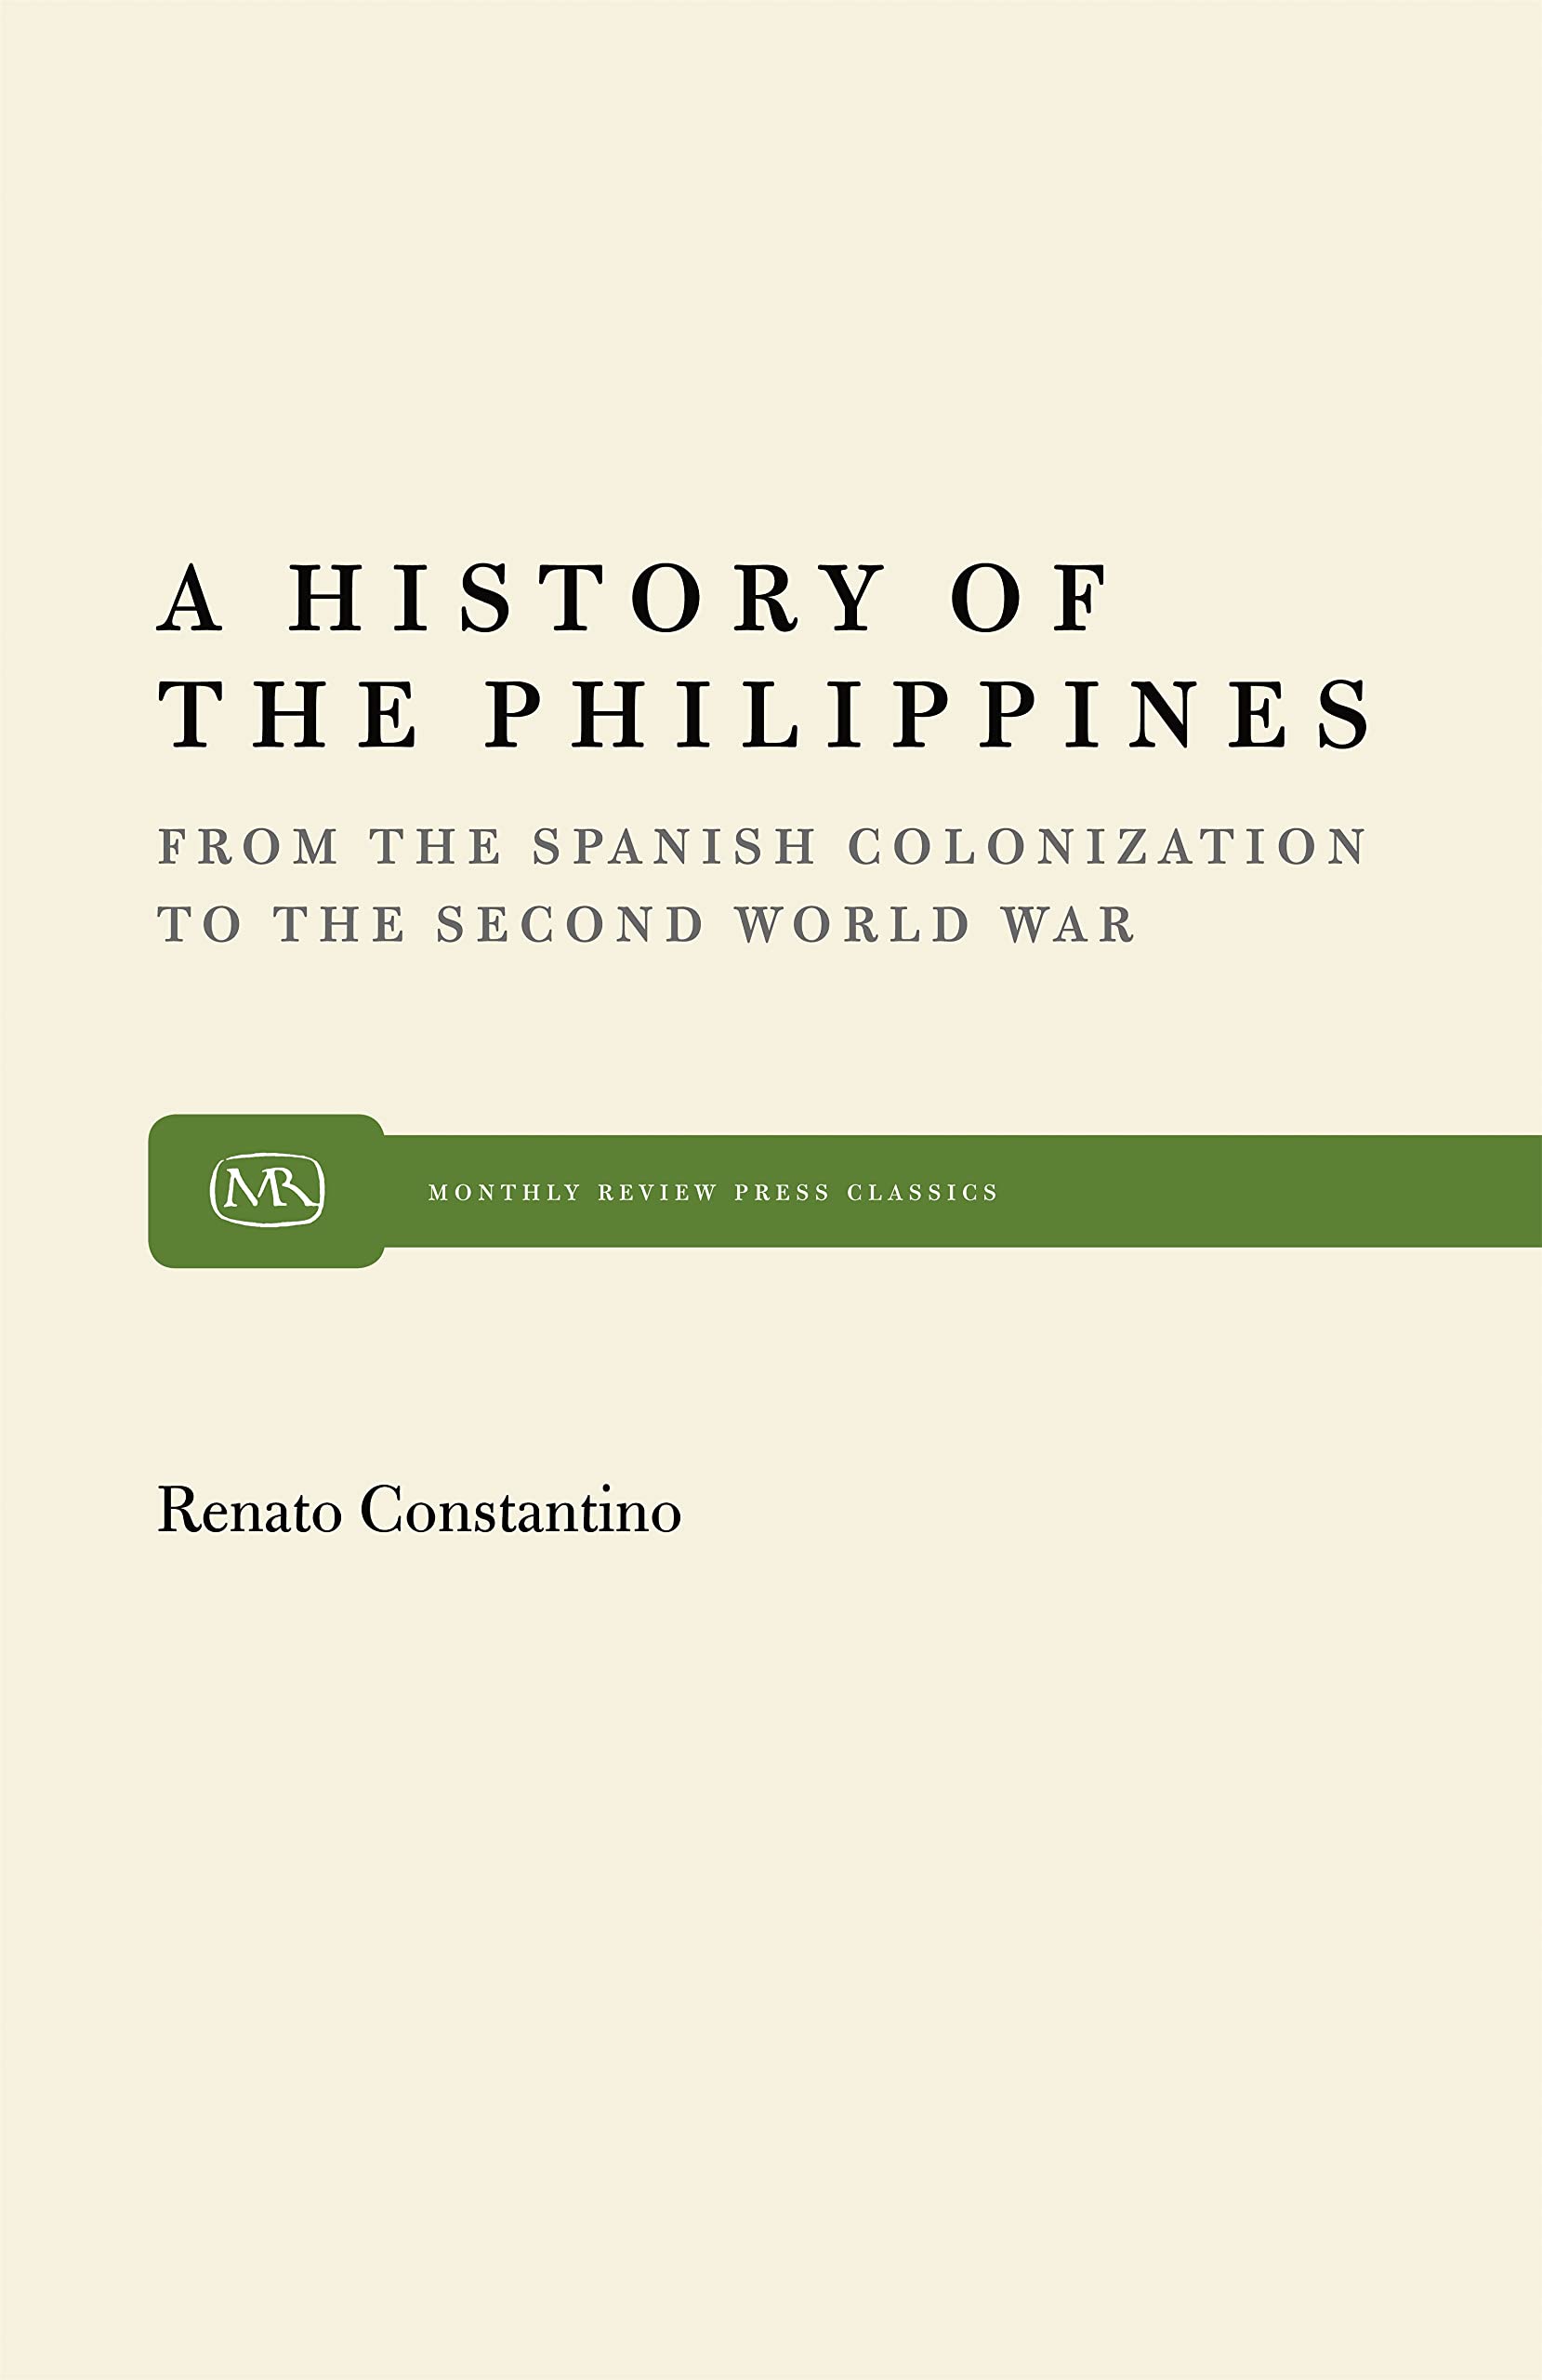 A HISTORY OF
THE PHILIPPINES
FROM THE SPANISH COLONIZATION
TO THE SECOND WORLD WAR
MR
MONTHLY REVIEW PRESS CLASSICS
Renato Constantino